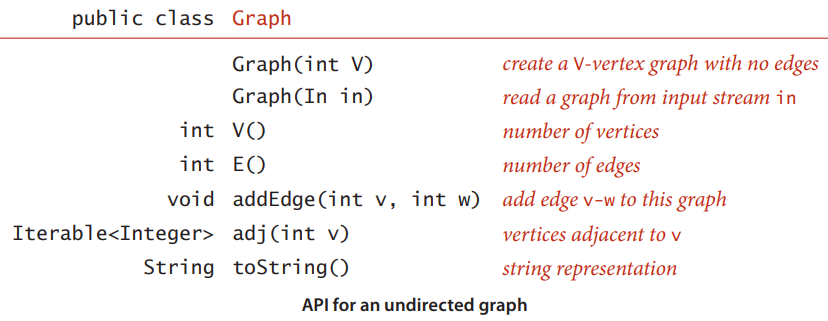 public class Graph
Graph(int V) create a V-vertex graph with no edges
Graph(In in) read a graph from input stream in
int V() number of vertices
int E() number of edges
void addEdge(int v, int w) add edge v-w to this graph
Iterable<Integer> adj(int v) vertices adjacent to v
String toString() string representation
API for an undirected graph